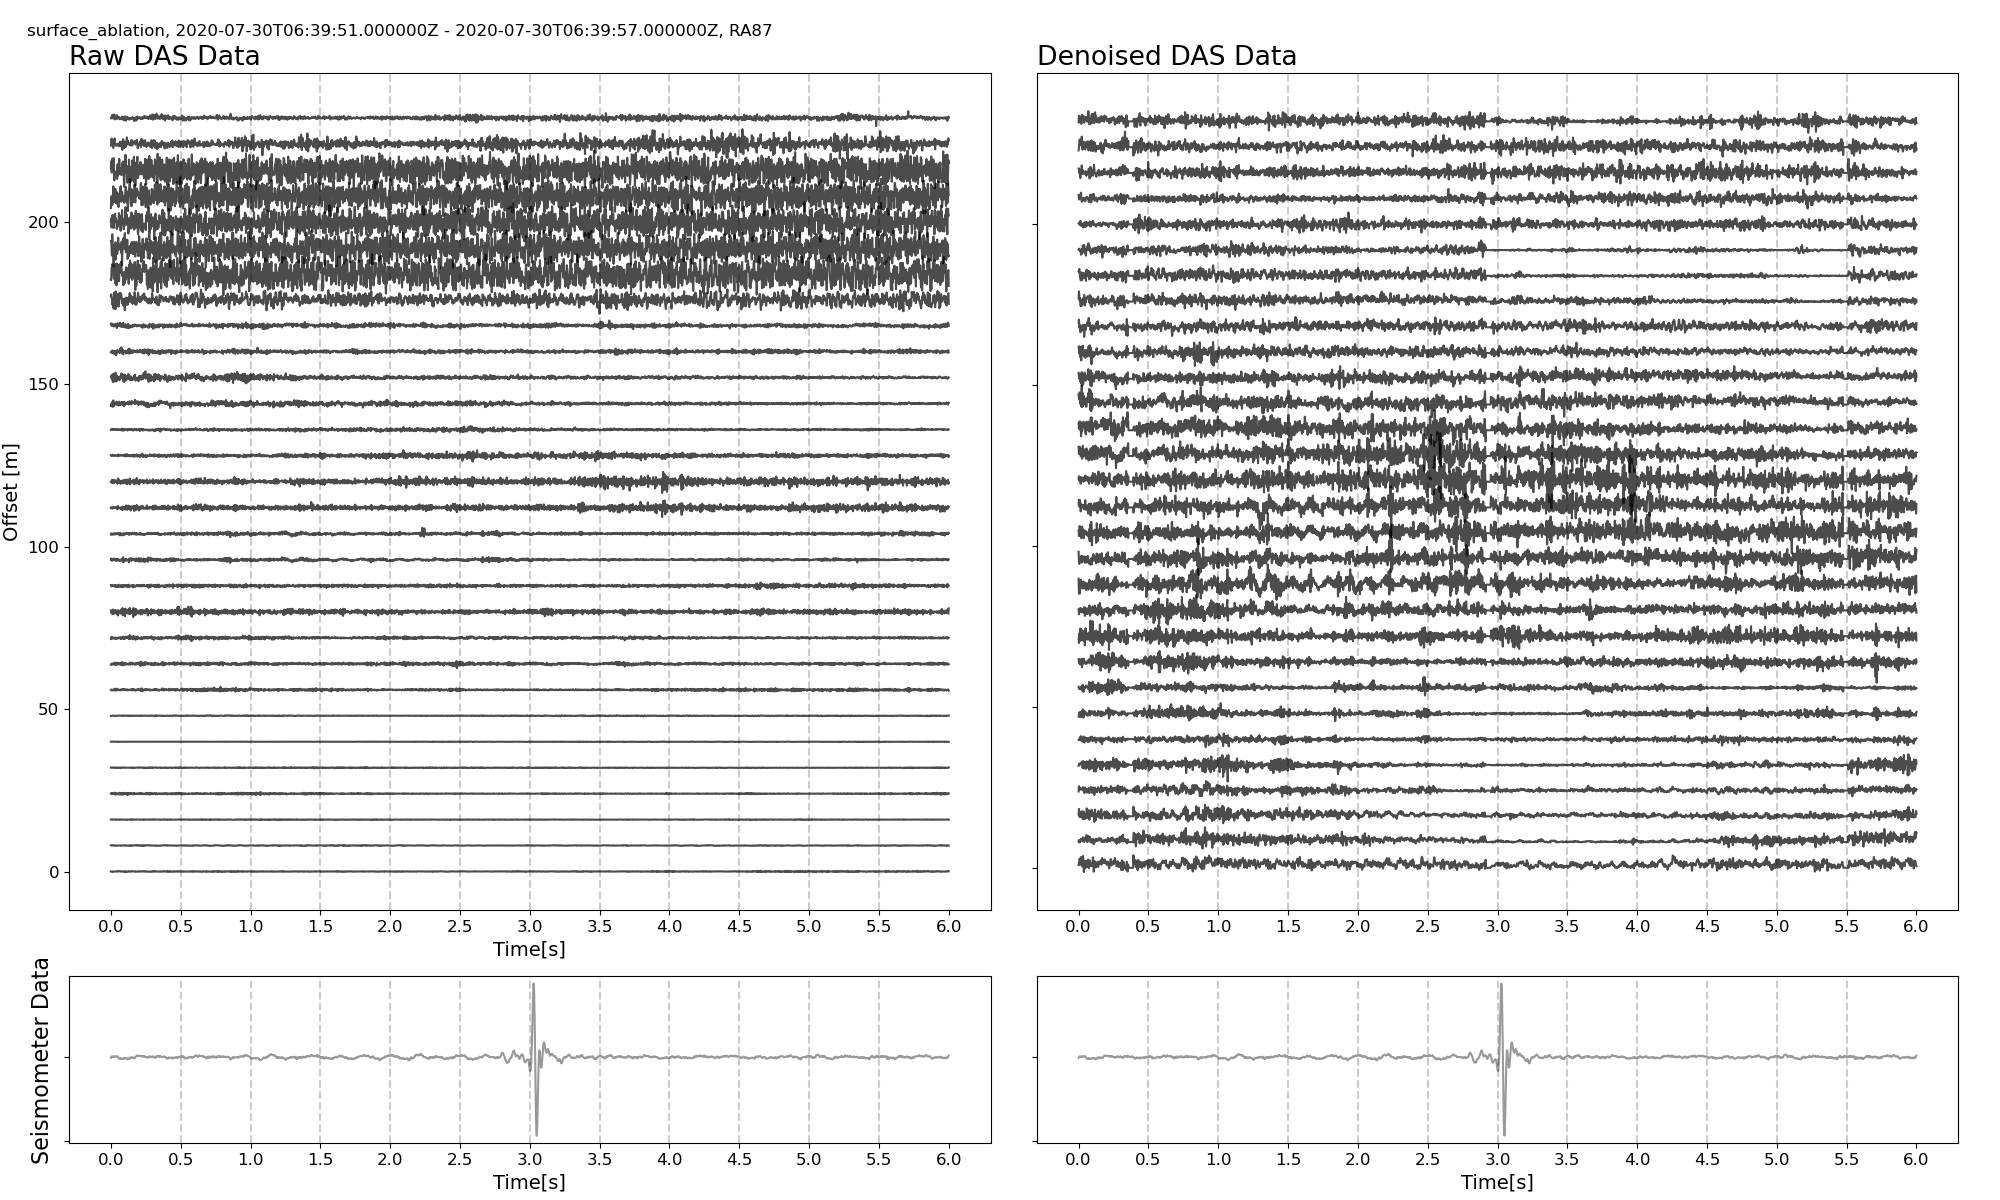 surface_ablation, 2020-07-30T06:39:51.000000Z - 2020-07-30T06:39:57.000000Z, RA87
Raw DAS Data
Denoised DAS Data
Offset [m]
200
150
100
50
0
0.0 0.5 1.0 1.5 2.0 2.5 3.0 3.5 4.0 4.5 5.0 5.5 6.0
Time[s]
0.0 0.5 1.0 1.5 2.0 2.5 3.0 3.5 4.0 4.5 5.0 5.5 6.0
Seismometer Data
0.0 0.5 1.0 1.5 2.0 2.5 3.0 3.5 4.0 4.5 5.0 5.5 6.0
Time[s]
0.0 0.5 1.0 1.5 2.0 2.5 3.0 3.5 4.0 4.5 5.0 5.5 6.0
Time[s]